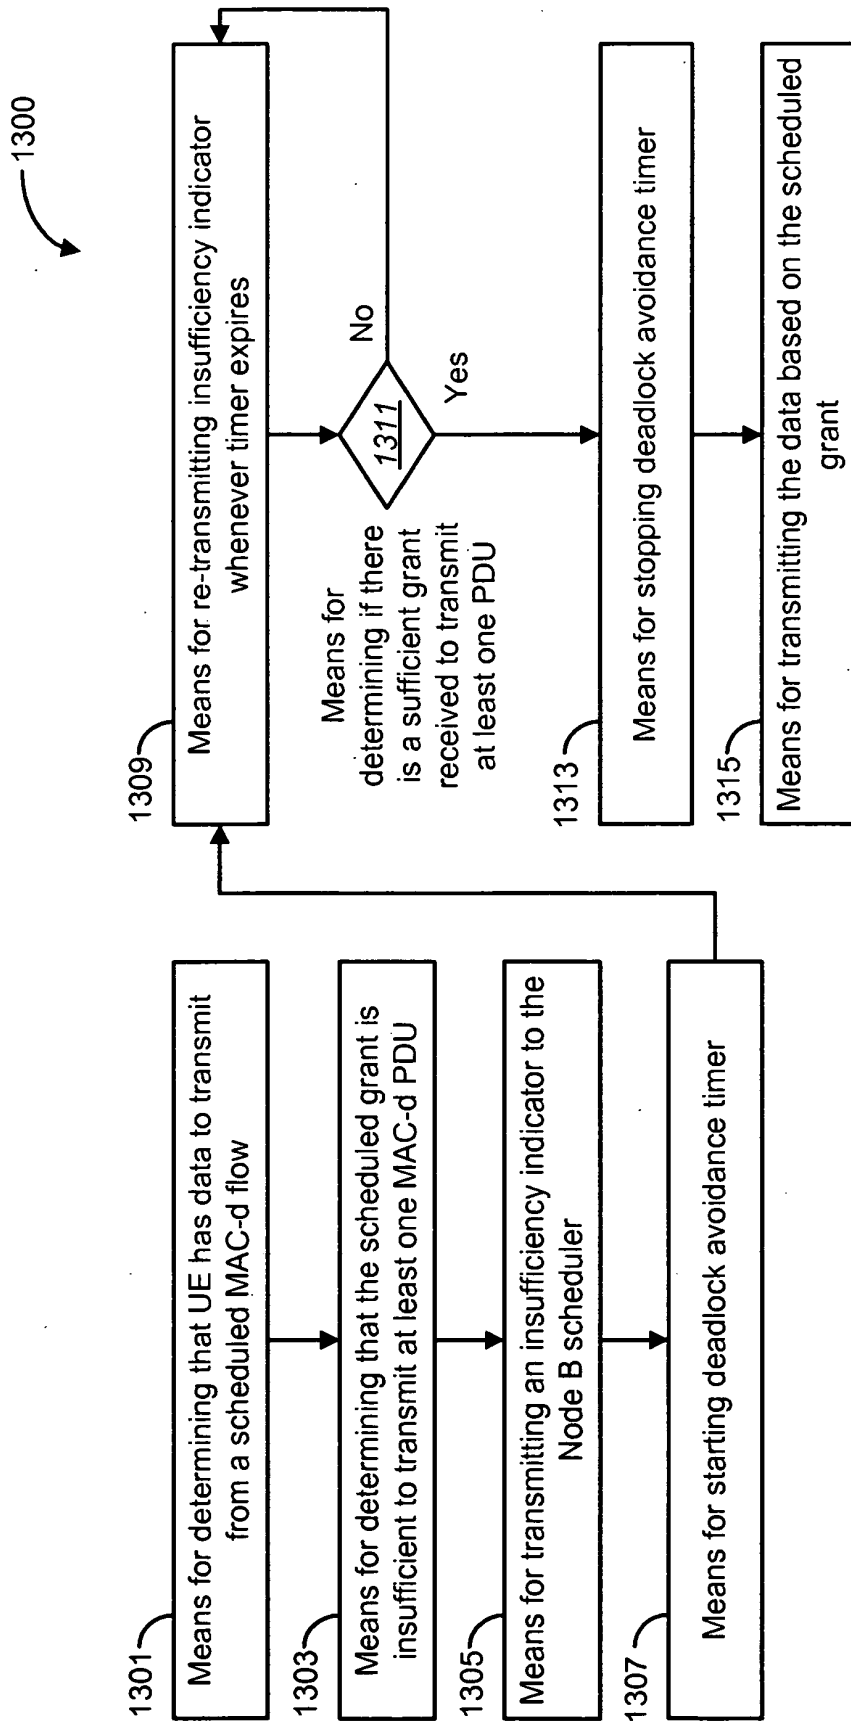 1300
1301
Means for determining that UE has data to transmit
from a scheduled MAC-d flow
1303
Means for determining that the scheduled grant is
insufficient to transmit at least one MAC-d PDU
1305
Means for transmitting an insufficiency indicator to the
Node B scheduler
1307
Means for starting deadlock avoidance timer
1309
Means for re-transmitting insufficiency indicator
whenever timer expires
Means for
determining if there
is a sufficient grant
received to transmit
at least one PDU
1311
No
Yes
1313
Means for stopping deadlock avoidance timer
1315
Means for transmitting the data based on the scheduled
grant